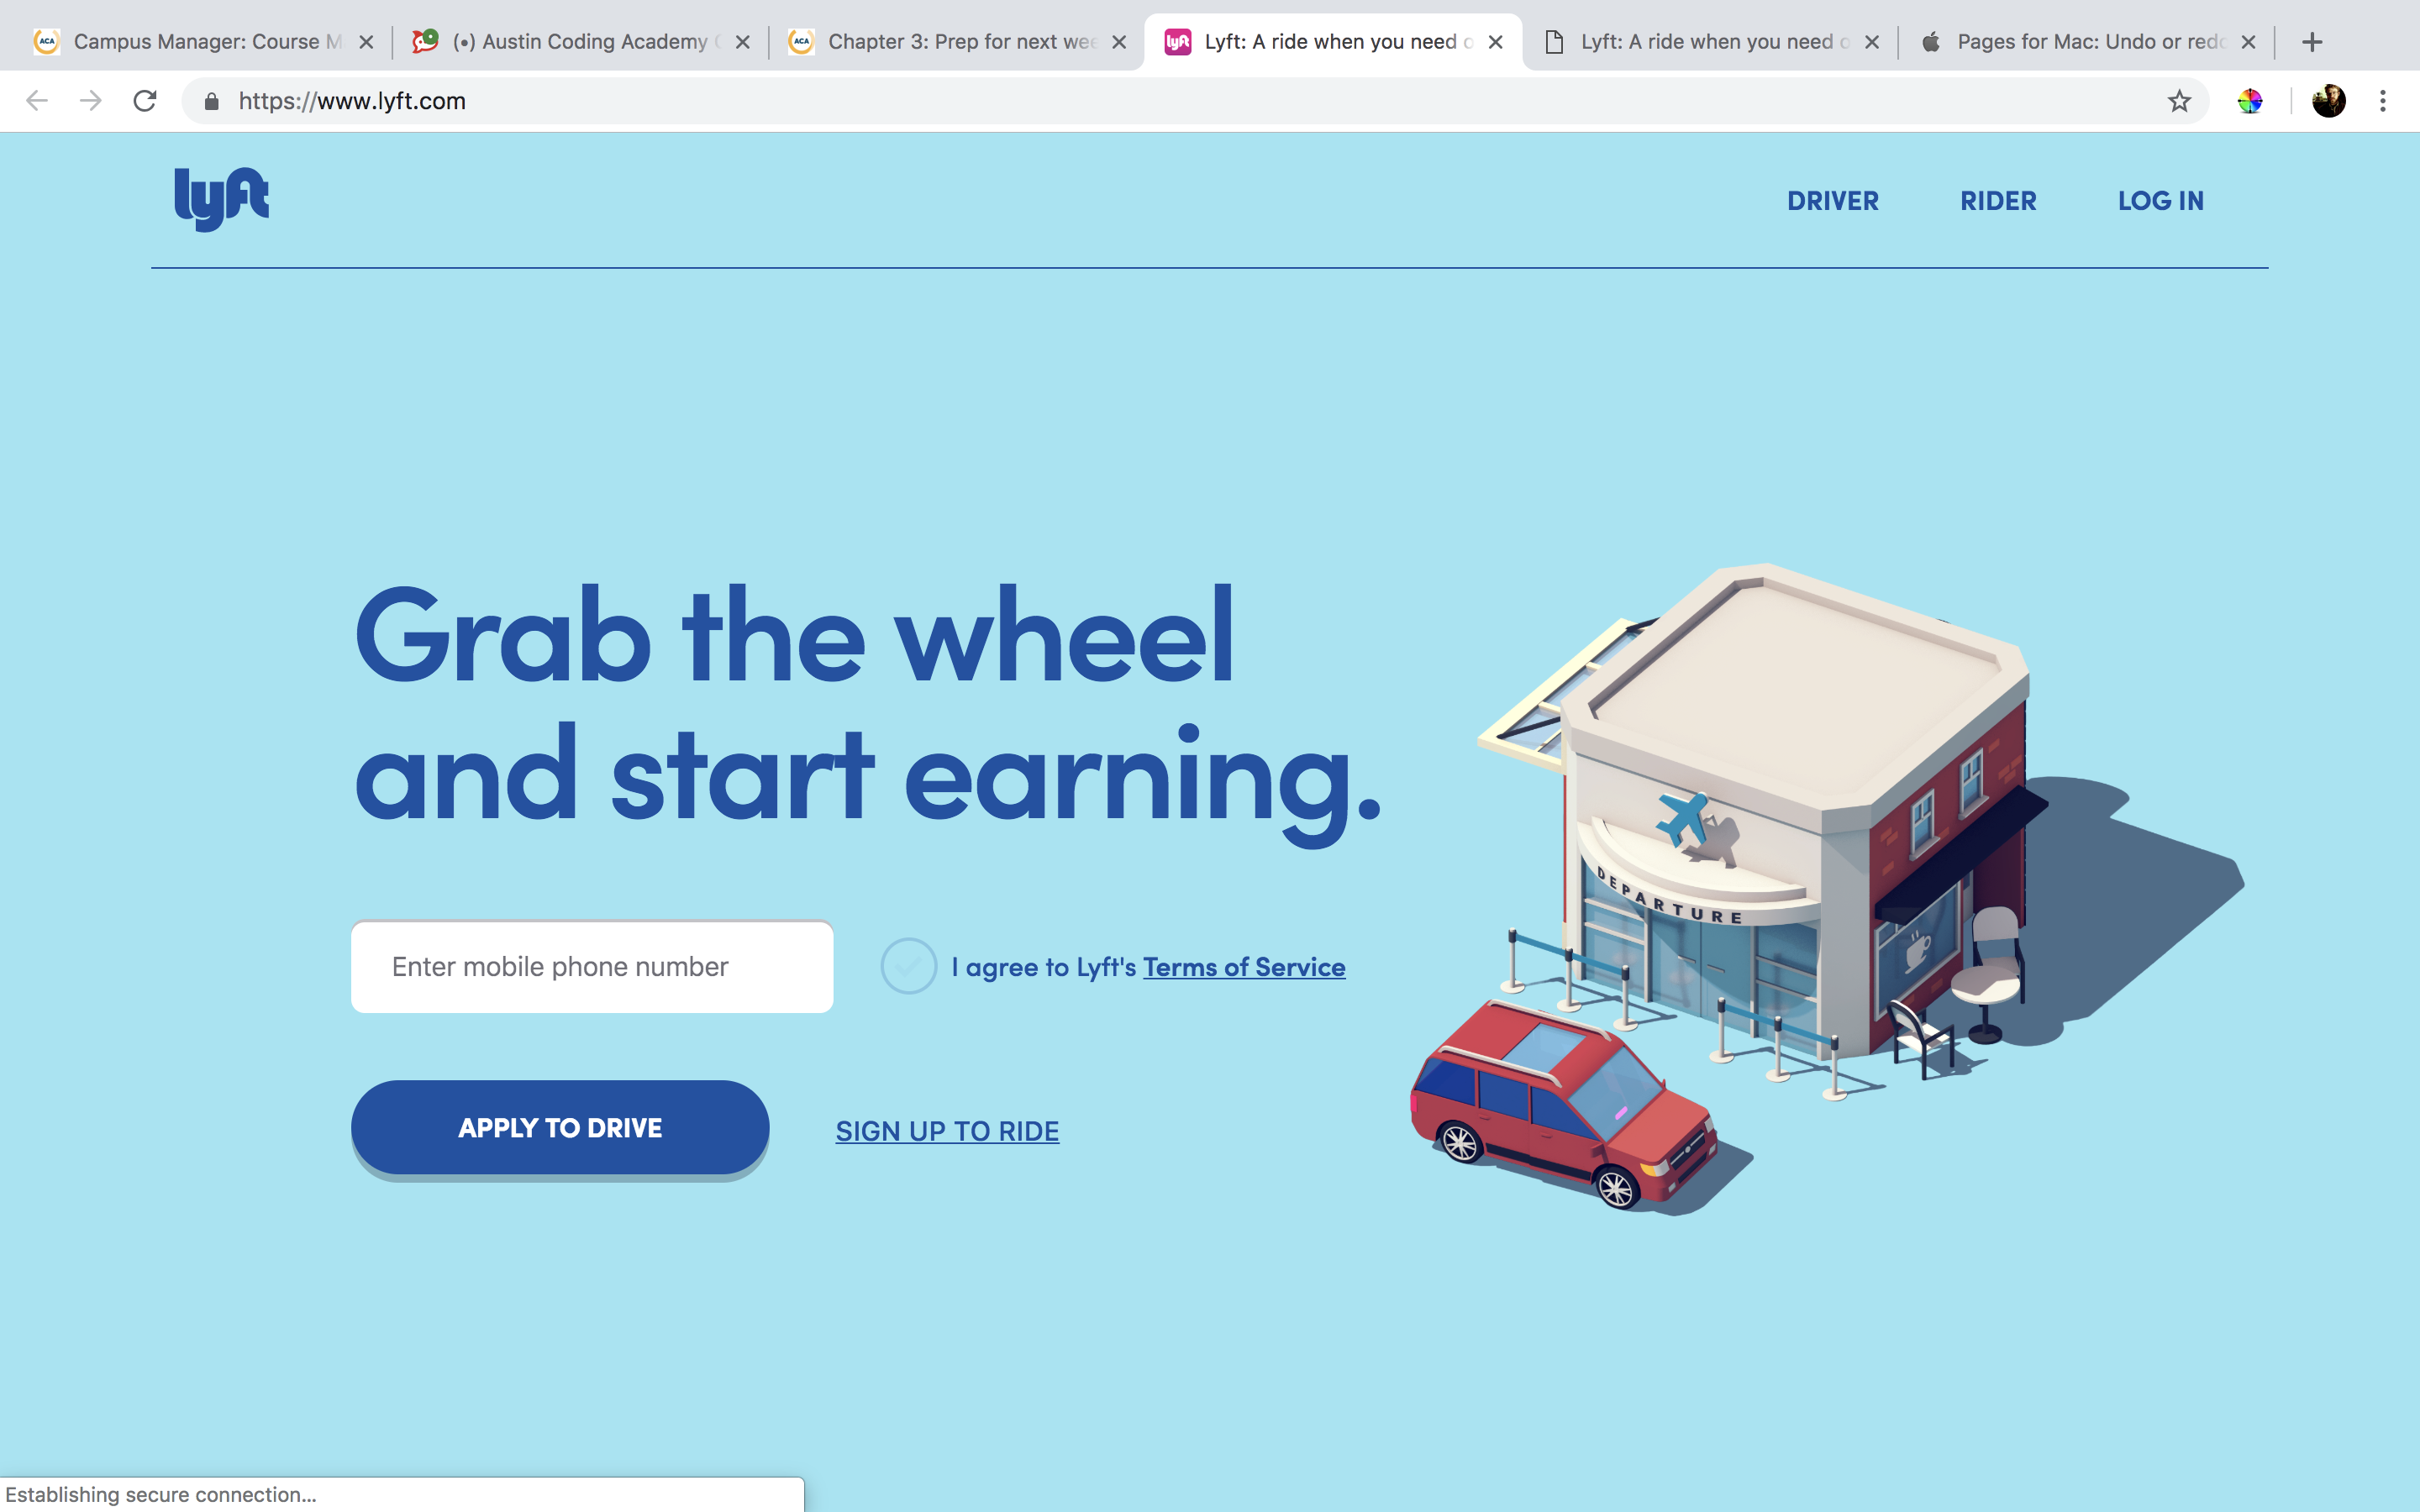 Campus Manager: Course M
(•) Austin Coding Academy
Chapter 3: Prep for next wee
Lyft: A ride when you need o
Lyft: A ride when you need o
Pages for Mac: Undo or redo
https://www.lyft.com
lyft
DRIVER
RIDER
LOG IN
Grab the wheel
and start earning.
Enter mobile phone number
I agree to Lyft's Terms of Service
APPLY TO DRIVE
SIGN UP TO RIDE
DEPARTURE
Establishing secure connection...